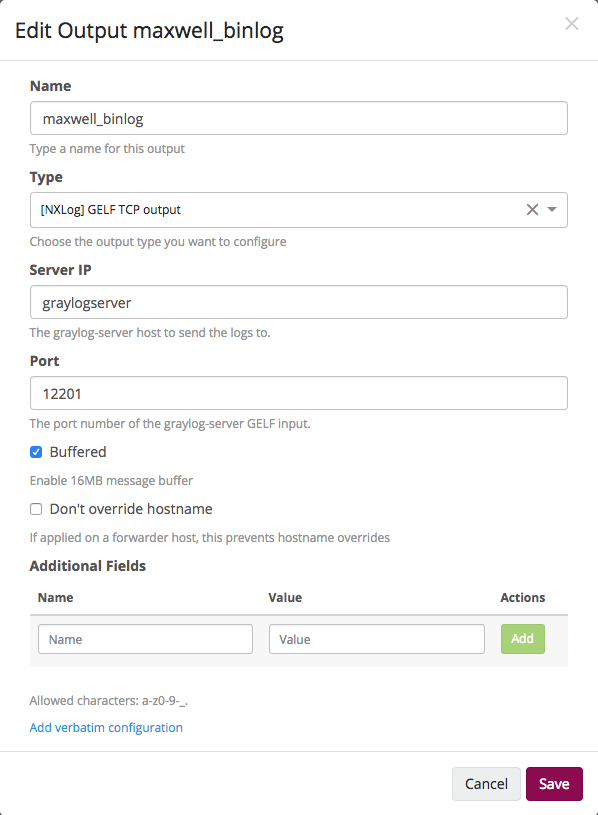 Edit Output maxwell_binlog
Name
maxwell_binlog
Type a name for this output
Type
[NXLog] GELF TCP output
Choose the output type you want to configure
Server IP
graylogserver
The graylog-server host to send the logs to.
Port
12201
The port number of the graylog-server GELF input.
Buffered
Enable 16MB message buffer
Don't override hostname
If applied on a forwarder host, this prevents hostname overrides
Additional Fields
Name Value Actions
Name Value Add
Allowed characters: a-z0-9-_.
Add verbatim configuration
Cancel Save